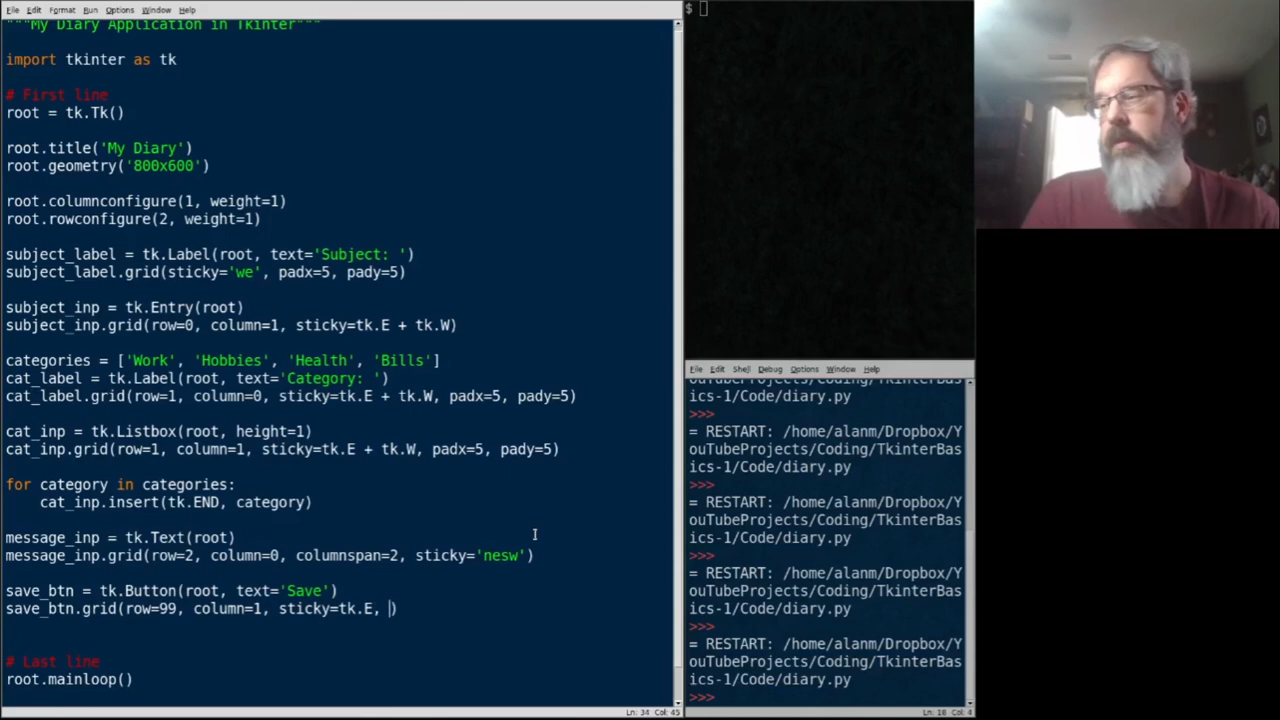 File Edit Format Run Options Window Help
"""My Diary Application in Tkinter"""
import tkinter as tk
# First line
root = tk.Tk()
root.title('My Diary')
root.geometry('800x600')
root.columnconfigure(1, weight=1)
root.rowconfigure(2, weight=1)
subject_label = tk.Label(root, text='Subject: ')
subject_label.grid(sticky='we', padx=5, pady=5)
subject_inp = tk.Entry(root)
subject_inp.grid(row=0, column=1, sticky=tk.E + tk.W)
categories = ['Work', 'Hobbies', 'Health', 'Bills']
cat_label = tk.Label(root, text='Category: ')
cat_label.grid(row=1, column=0, sticky=tk.E + tk.W, padx=5, pady=5)
cat_inp = tk.Listbox(root, height=1)
cat_inp.grid(row=1, column=1, sticky=tk.E + tk.W, padx=5, pady=5)
for category in categories:
    cat_inp.insert(tk.END, category)
message_inp = tk.Text(root)
message_inp.grid(row=2, column=0, columnspan=2, sticky='nesw')
save_btn = tk.Button(root, text='Save')
save_btn.grid(row=99, column=1, sticky=tk.E, )
# Last line
root.mainloop()
Ln: 34 Col: 45
$
File Edit Shell Debug Options Window Help
ouTubeProjects/Coding/TkinterBas
ics-1/Code/diary.py
>>>
= RESTART: /home/alanm/Dropbox/Y
ouTubeProjects/Coding/TkinterBas
ics-1/Code/diary.py
>>>
= RESTART: /home/alanm/Dropbox/Y
ouTubeProjects/Coding/TkinterBas
ics-1/Code/diary.py
>>>
= RESTART: /home/alanm/Dropbox/Y
ouTubeProjects/Coding/TkinterBas
ics-1/Code/diary.py
>>>
= RESTART: /home/alanm/Dropbox/Y
ouTubeProjects/Coding/TkinterBas
ics-1/Code/diary.py
>>>
Ln: 18 Col: 4